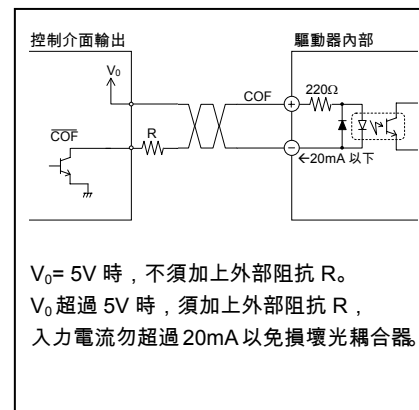 控制介面輸出
驅動器內部
V₀
COF
220Ω
+
C̅O̅F̅
R
−
←20mA 以下
V₀= 5V 時，不須加上外部阻抗 R。
V₀ 超過 5V 時，須加上外部阻抗 R，
入力電流勿超過 20mA 以免損壞光耦合器。